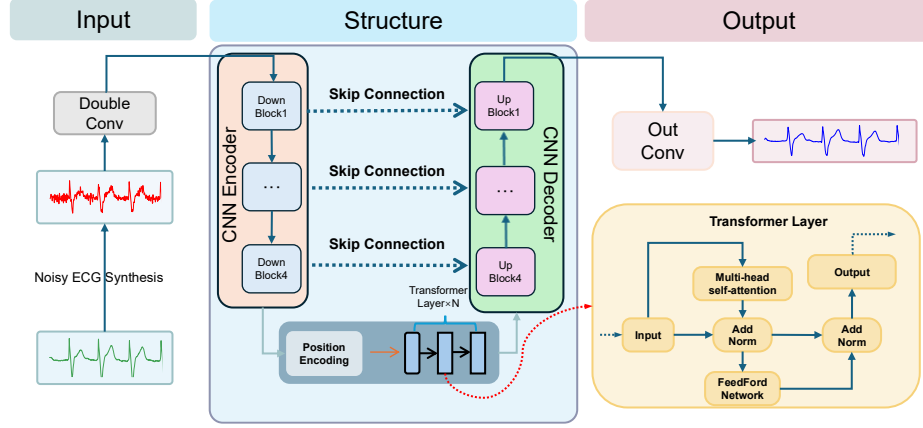 Input
Structure
Output
Double
Conv
Noisy ECG Synthesis
CNN Encoder
Down
Block1
...
Down
Block4
Skip Connection
Skip Connection
Skip Connection
CNN Decoder
Up
Block1
...
Up
Block4
Transformer
Layer×N
Position
Encoding
Out
Conv
Transformer Layer
Multi-head
self-attention
Output
Input
Add
Norm
Add
Norm
FeedFord
Network